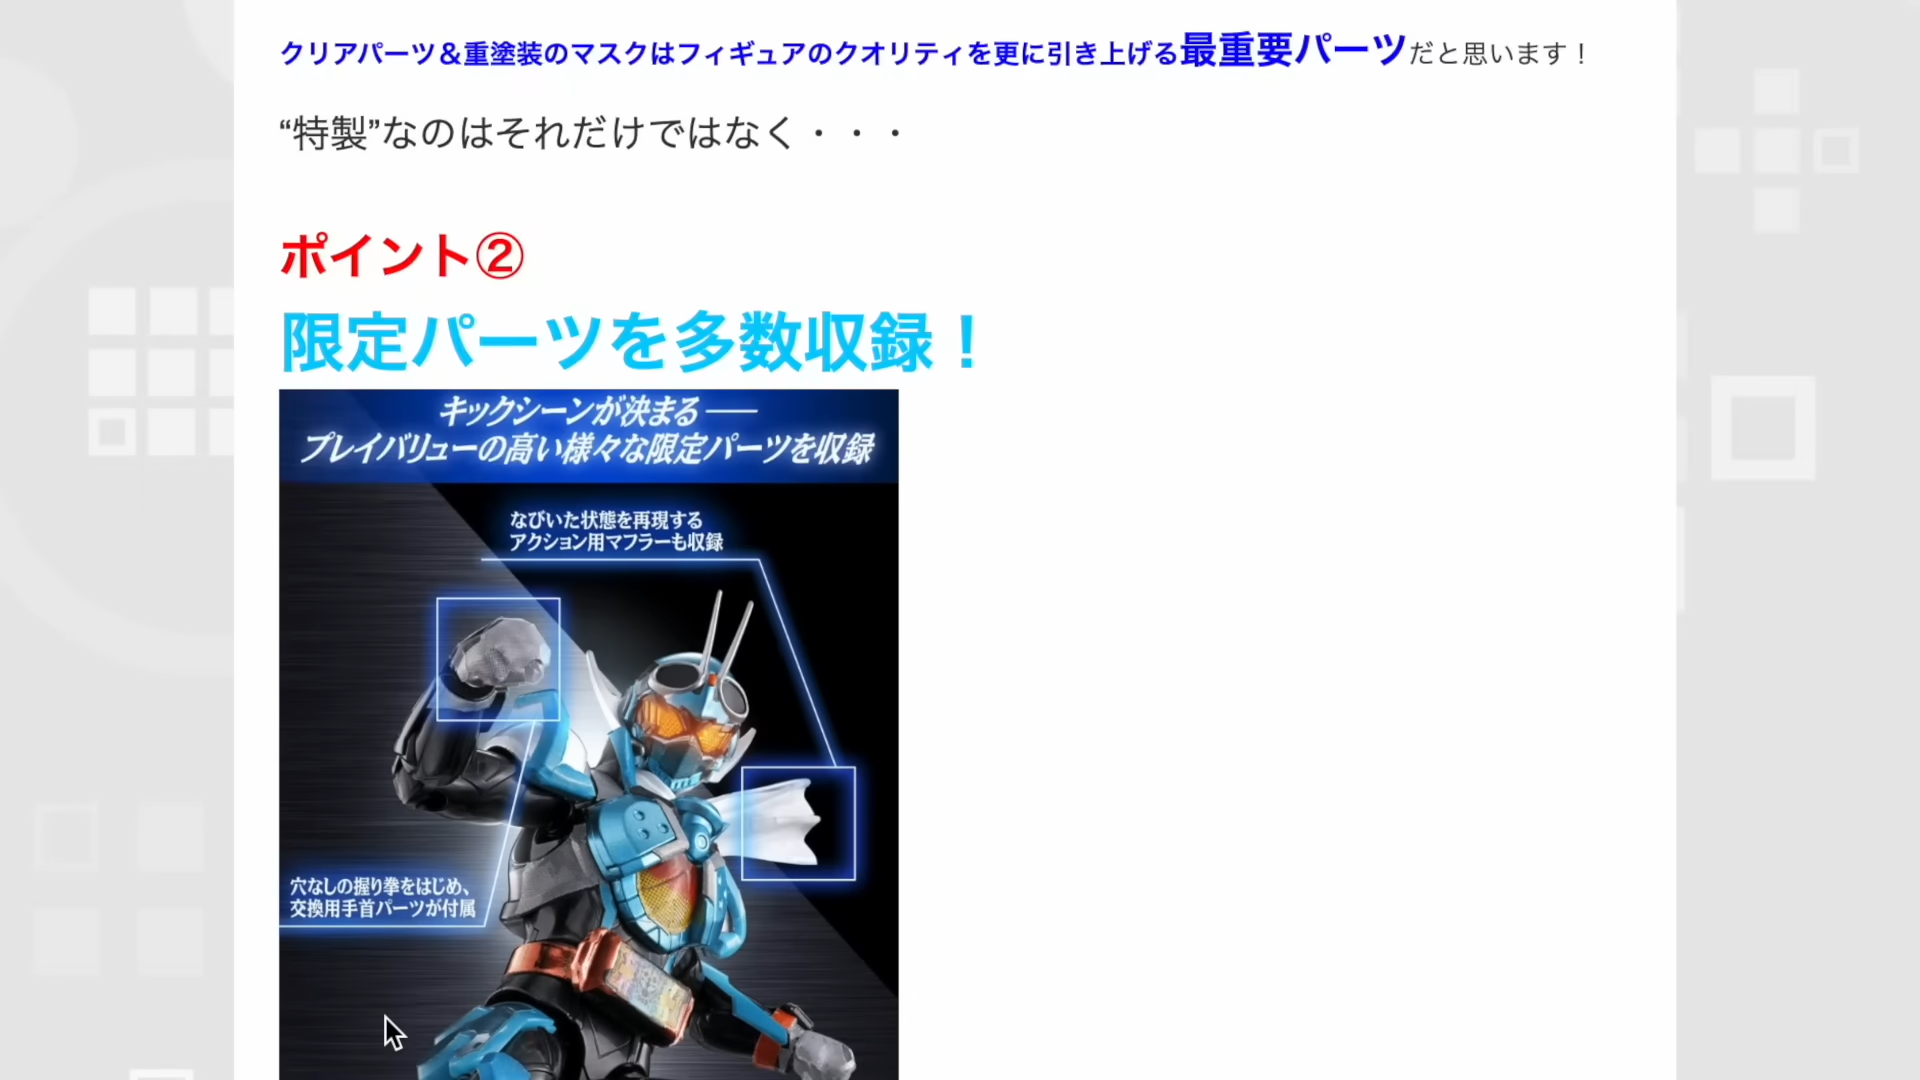 クリアパーツ＆重塗装のマスクはフィギュアのクオリティを更に引き上げる最重要パーツだと思います！
“特製”なのはそれだけではなく・・・
ポイント②
限定パーツを多数収録！
キックシーンが決まる――
プレイバリューの高い様々な限定パーツを収録
なびいた状態を再現する
アクション用マフラーも収録
穴なしの握り拳をはじめ、
交換用手首パーツが付属